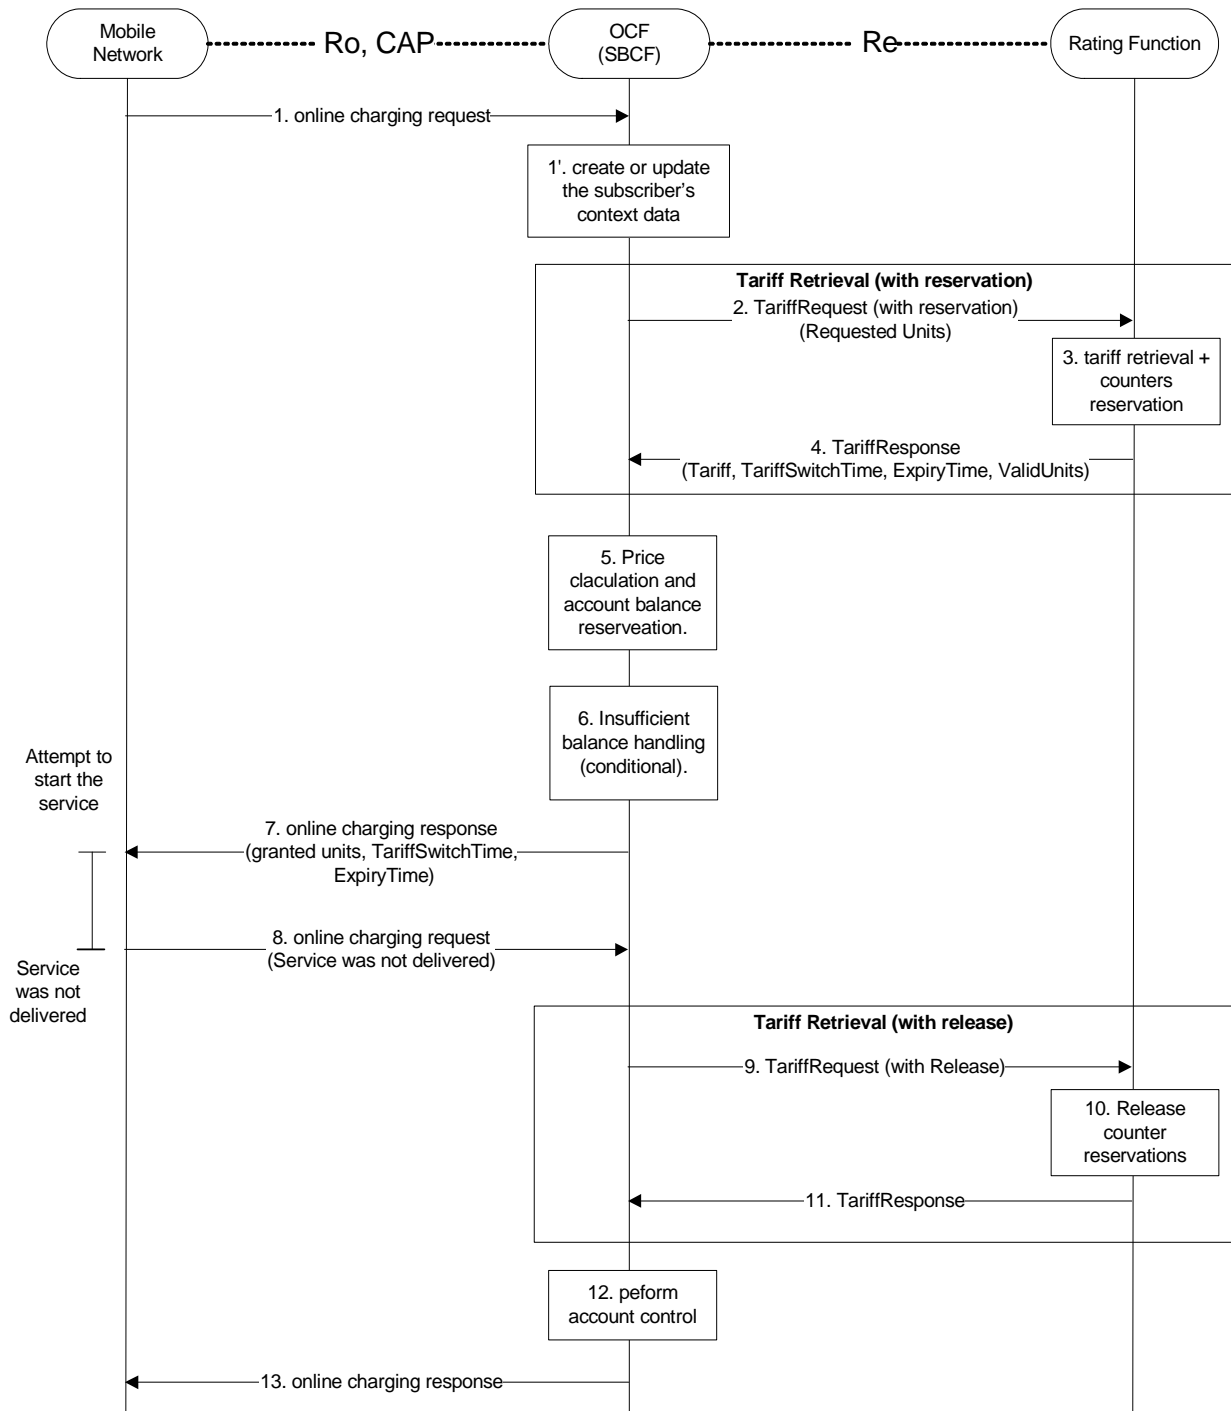 Mobile
Network
Ro, CAP
OCF
(SBCF)
Re
Rating Function
1. online charging request
1'. create or update
the subscriber's
context data
Tariff Retrieval (with reservation)
2. TariffRequest (with reservation)
(Requested Units)
3. tariff retrieval +
counters
reservation
4. TariffResponse
(Tariff, TariffSwitchTime, ExpiryTime, ValidUnits)
5. Price
claculation and
account balance
reserveation.
6. Insufficient
balance handling
(conditional).
Attempt to
start the
service
7. online charging response
(granted units, TariffSwitchTime,
ExpiryTime)
8. online charging request
(Service was not delivered)
Service
was not
delivered
Tariff Retrieval (with release)
9. TariffRequest (with Release)
10. Release
counter
reservations
11. TariffResponse
12. peform
account control
13. online charging response